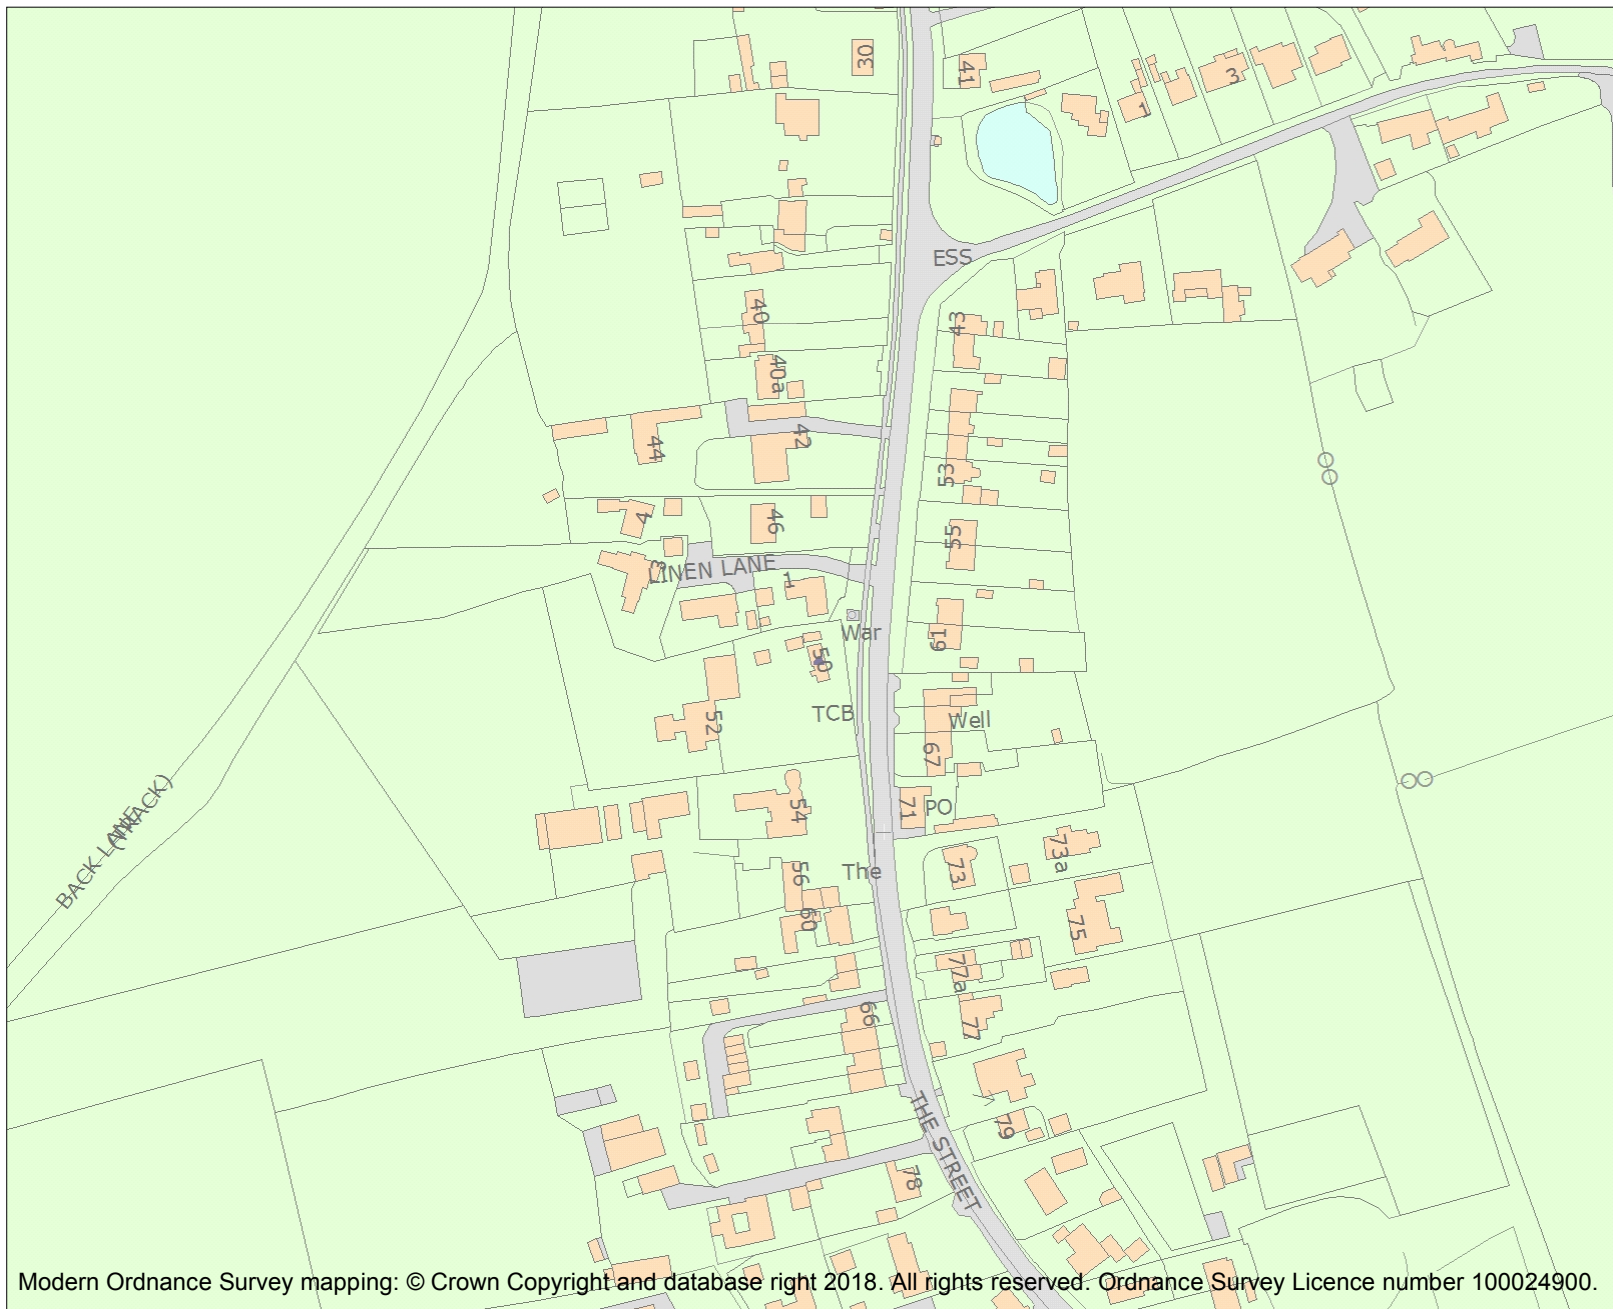 30
41
3
1
ESS
40
43
40a
42
44
53
4
46
55
3
LINEN LANE
1
War
61
50
TCB
52
Well
67
54
71
PO
BACK LANE
(TRACK)
The
56
73
73a
60
75
77a
66
77
THE STREET
79
78
Modern Ordnance Survey mapping: © Crown Copyright and database right 2018. All rights reserved. Ordnance Survey Licence number 100024900.